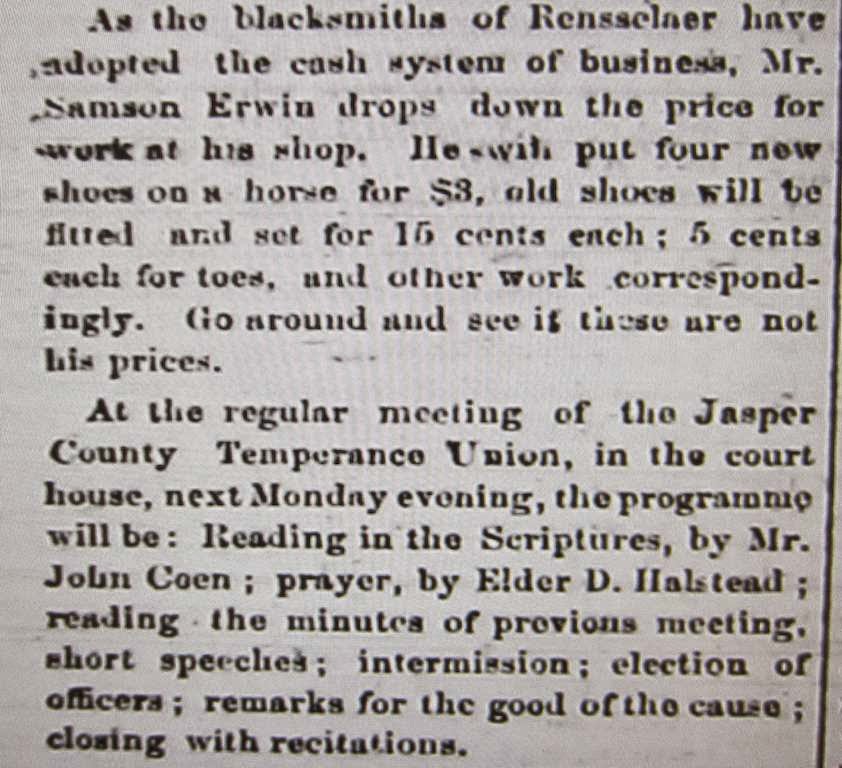 As the blacksmiths of Rensselaer have
adopted the cash system of business, Mr.
Samson Erwin drops down the price for
work at his shop. He will put four new
shoes on a horse for $3, old shoes will be
fitted and set for 15 cents each; 5 cents
each for toes, and other work correspond-
ingly. Go around and see if these are not
his prices.
At the regular meeting of the Jasper
County Temperance Union, in the court
house, next Monday evening, the programme
will be: Reading in the Scriptures, by Mr.
John Coen; prayer, by Elder D. Halstead;
reading the minutes of previous meeting,
short speeches; intermission; election of
officers; remarks for the good of the cause;
closing with recitations.